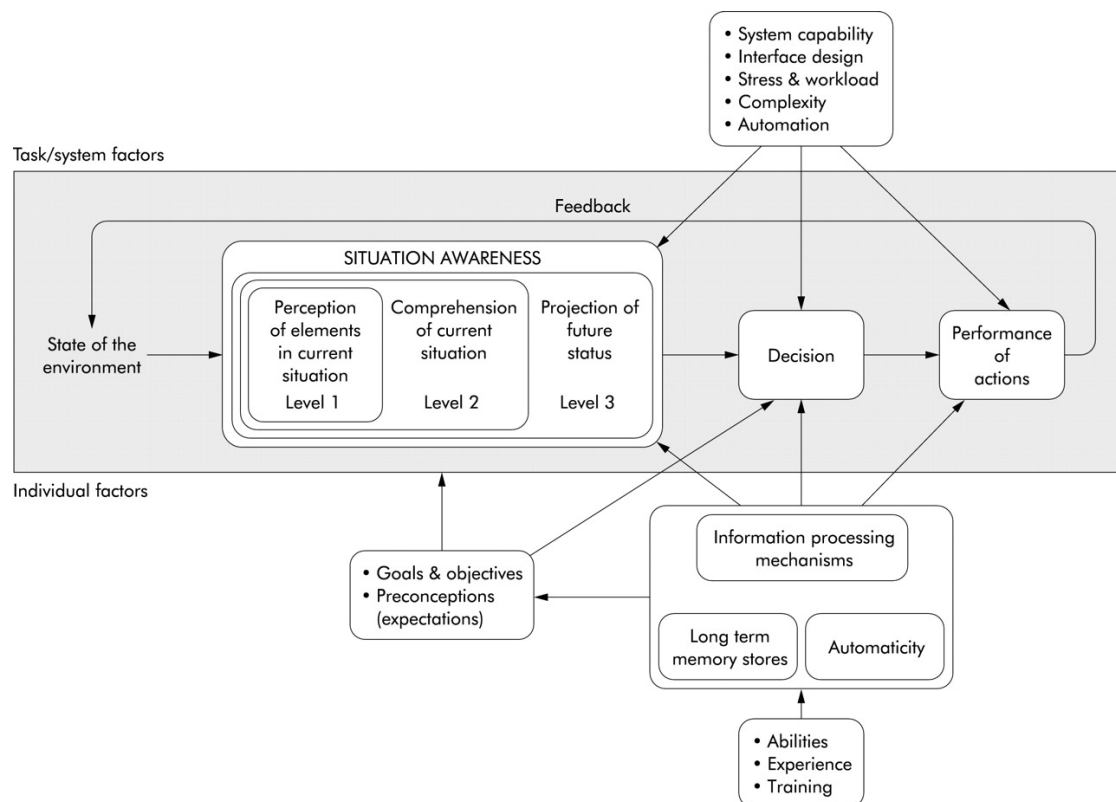 • System capability
• Interface design
• Stress & workload
• Complexity
• Automation
Task/system factors
Feedback
SITUATION AWARENESS
Perception
of elements
in current
situation
Level 1
Comprehension
of current
situation
Level 2
Projection of
future
status
Level 3
State of the
environment
Decision
Performance
of
actions
Individual factors
• Goals & objectives
• Preconceptions
(expectations)
Information processing
mechanisms
Long term
memory stores
Automaticity
• Abilities
• Experience
• Training